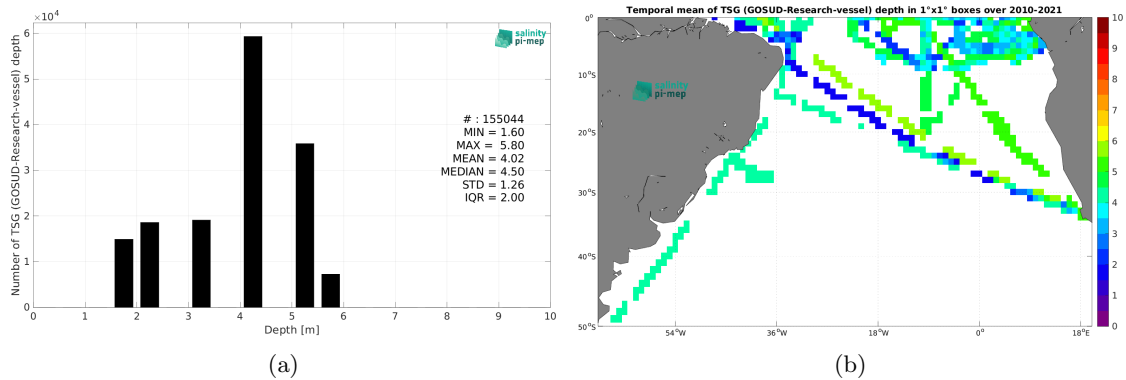 ×10⁴
6
5
4
3
2
1
0
Number of TSG (GOSUD-Research-vessel) depth
0 1 2 3 4 5 6 7 8 9 10
Depth [m]
salinity
pi-mep
# : 155044
MIN = 1.60
MAX = 5.80
MEAN = 4.02
MEDIAN = 4.50
STD = 1.26
IQR = 2.00
(a)
Temporal mean of TSG (GOSUD-Research-vessel) depth in 1°x1° boxes over 2010-2021
0°
10°S
20°S
30°S
40°S
50°S
54°W 36°W 18°W 0° 18°E
salinity
pi-mep
10
9
8
7
6
5
4
3
2
1
0
(b)